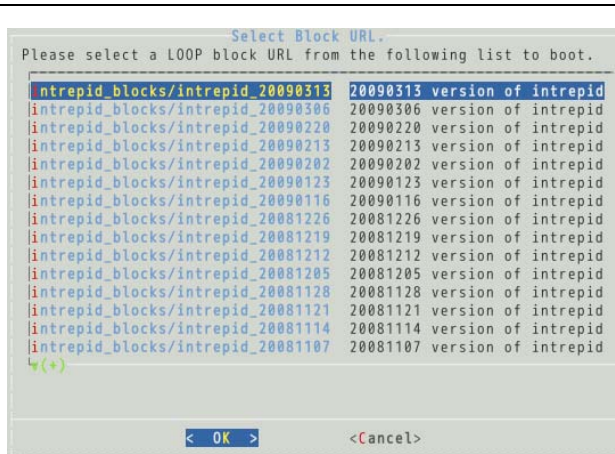 Select Block URL.
Please select a LOOP block URL from the following list to boot.
intrepid_blocks/intrepid_20090313 20090313 version of intrepid
intrepid_blocks/intrepid_20090306 20090306 version of intrepid
intrepid_blocks/intrepid_20090220 20090220 version of intrepid
intrepid_blocks/intrepid_20090213 20090213 version of intrepid
intrepid_blocks/intrepid_20090202 20090202 version of intrepid
intrepid_blocks/intrepid_20090123 20090123 version of intrepid
intrepid_blocks/intrepid_20090116 20090116 version of intrepid
intrepid_blocks/intrepid_20081226 20081226 version of intrepid
intrepid_blocks/intrepid_20081219 20081219 version of intrepid
intrepid_blocks/intrepid_20081212 20081212 version of intrepid
intrepid_blocks/intrepid_20081205 20081205 version of intrepid
intrepid_blocks/intrepid_20081128 20081128 version of intrepid
intrepid_blocks/intrepid_20081121 20081121 version of intrepid
intrepid_blocks/intrepid_20081114 20081114 version of intrepid
intrepid_blocks/intrepid_20081107 20081107 version of intrepid
(+)
< OK > <Cancel>